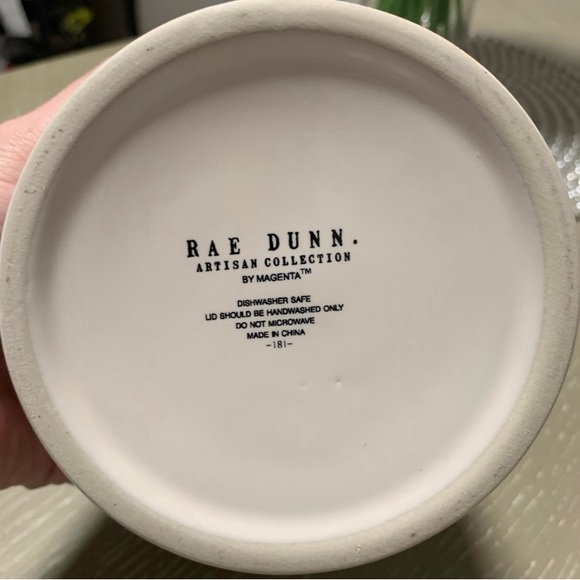 RAE DUNN.
ARTISAN COLLECTION
BY MAGENTA™
DISHWASHER SAFE
LID SHOULD BE HANDWASHED ONLY
DO NOT MICROWAVE
MADE IN CHINA
-181-